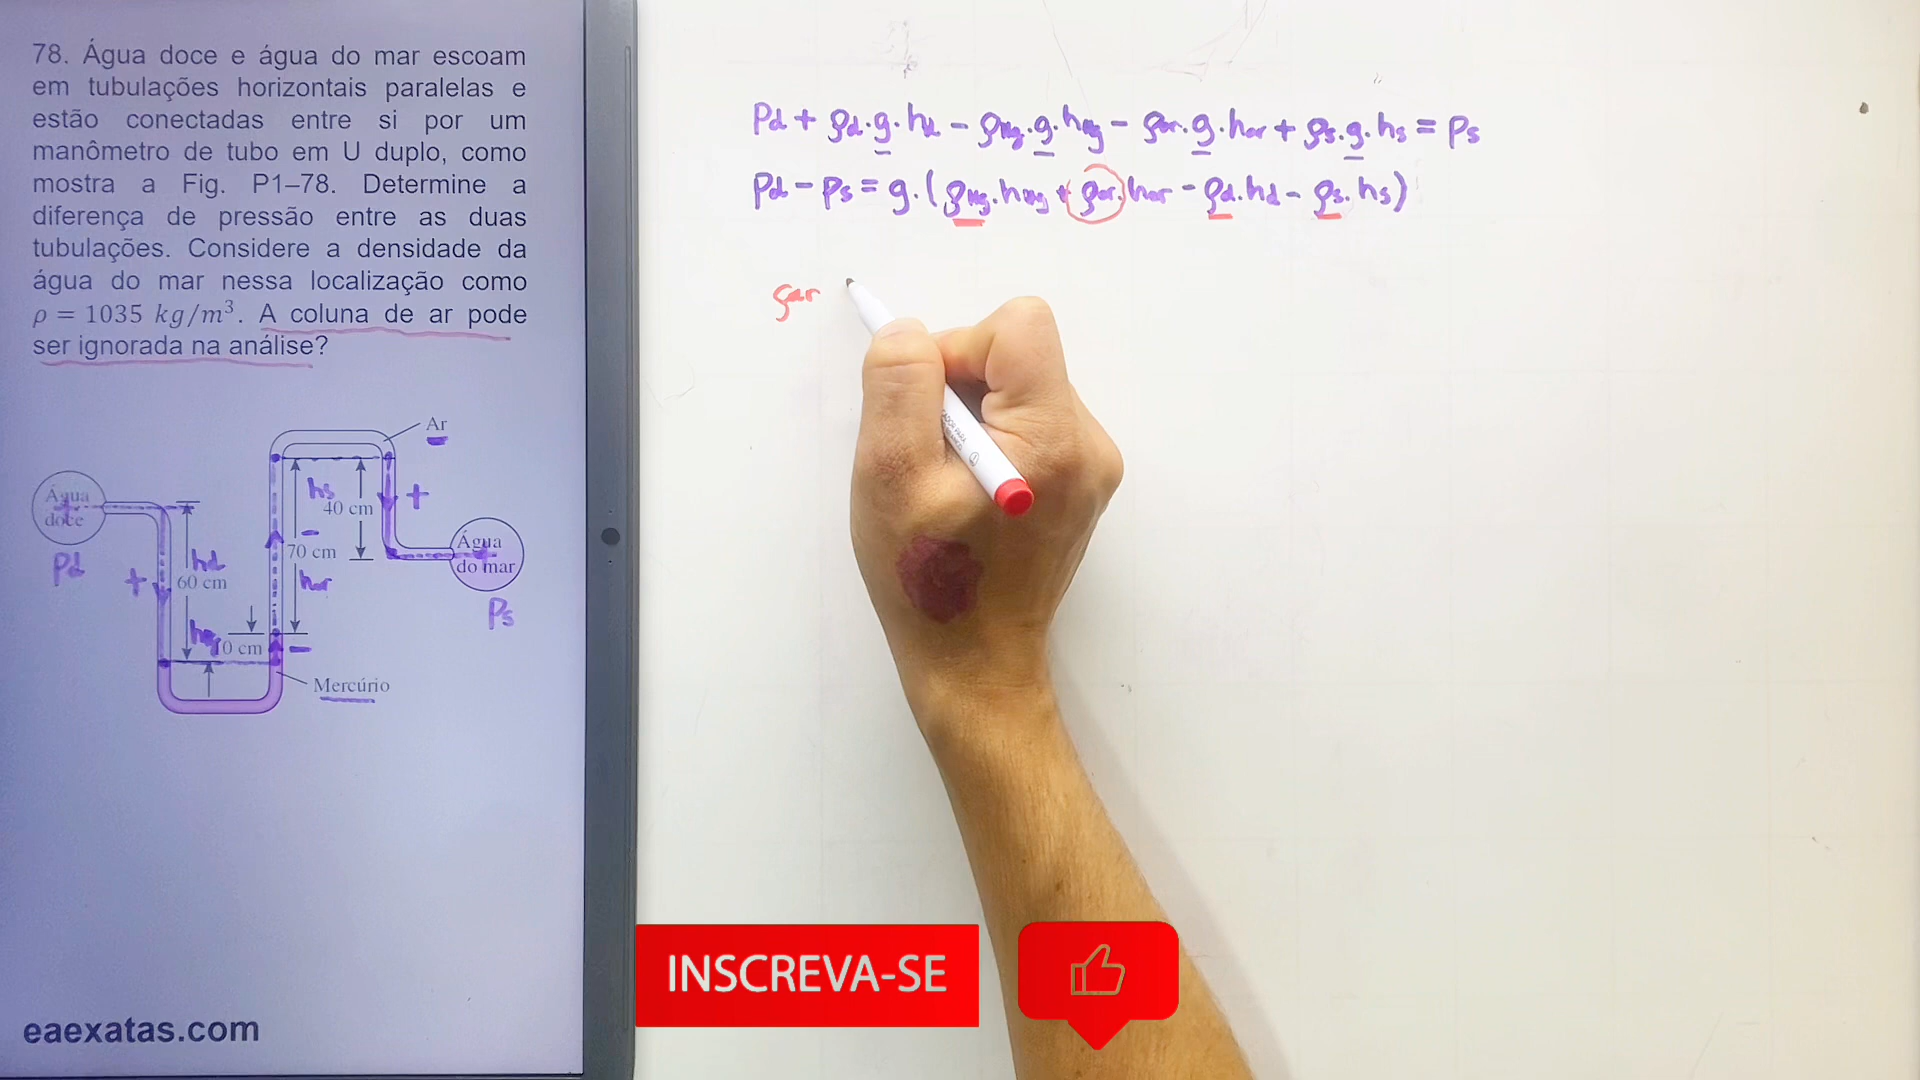 78. Água doce e água do mar escoam
em tubulações horizontais paralelas e
estão conectadas entre si por um
manômetro de tubo em U duplo, como
mostra a Fig. P1–78. Determine a
diferença de pressão entre as duas
tubulações. Considere a densidade da
água do mar nessa localização como
ρ = 1035 kg/m³. A coluna de ar pode
ser ignorada na análise?
Ar
+
hs
40 cm
Água
doce
Pd
+
hd
60 cm
-
70 cm
har
Água
do mar
Ps
hHg
10 cm
-
Mercúrio
eaexatas.com
Pd + ρd.g.hd - ρHg.g.hHg - ρar.g.har + ρs.g.hs = Ps
Pd - Ps = g.(ρHg.hHg + ρar.har - ρd.hd - ρs.hs)
ρar
INSCREVA-SE